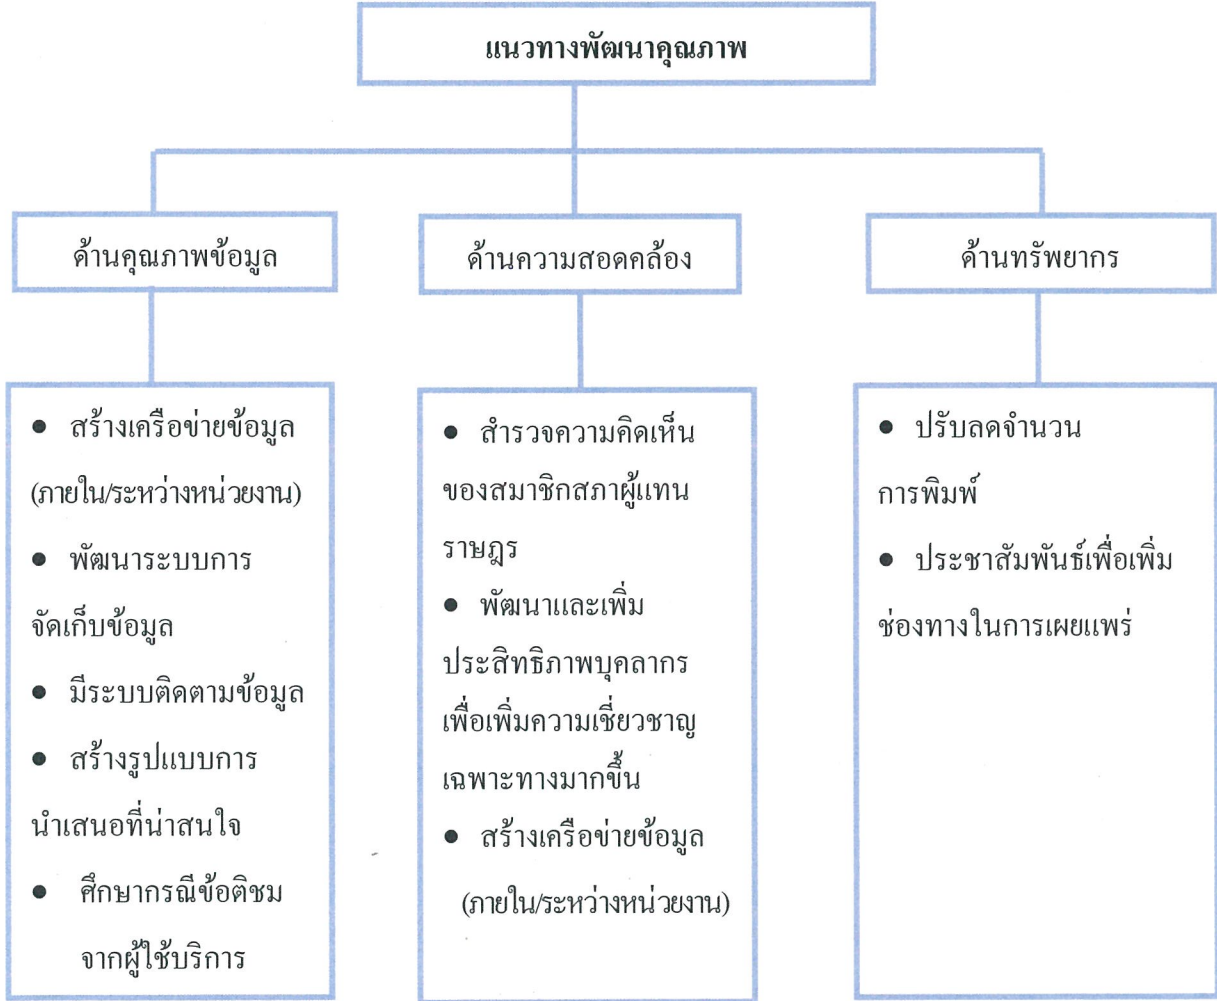 แนวทางพัฒนาคุณภาพ
ด้านคุณภาพข้อมูล
ด้านความสอดคล้อง
ด้านทรัพยากร
● สร้างเครือข่ายข้อมูล
(ภายใน/ระหว่างหน่วยงาน)
● พัฒนาระบบการ
จัดเก็บข้อมูล
● มีระบบติดตามข้อมูล
● สร้างรูปแบบการ
นำเสนอที่น่าสนใจ
● ศึกษากรณีข้อติชม
จากผู้ใช้บริการ
● สำรวจความคิดเห็น
ของสมาชิกสภาผู้แทน
ราษฎร
● พัฒนาและเพิ่ม
ประสิทธิภาพบุคลากร
เพื่อเพิ่มความเชี่ยวชาญ
เฉพาะทางมากขึ้น
● สร้างเครือข่ายข้อมูล
(ภายใน/ระหว่างหน่วยงาน)
● ปรับลดจำนวน
การพิมพ์
● ประชาสัมพันธ์เพื่อเพิ่ม
ช่องทางในการเผยแพร่